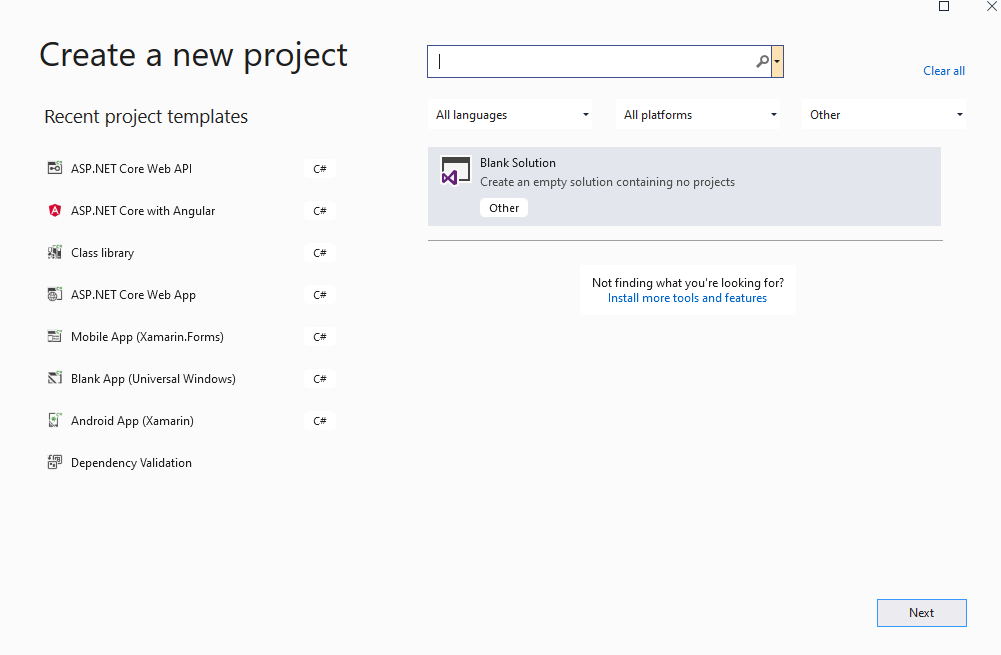 Create a new project
Clear all
Recent project templates
All languages
All platforms
Other
ASP.NET Core Web API C#
ASP.NET Core with Angular C#
Class library C#
ASP.NET Core Web App C#
Mobile App (Xamarin.Forms) C#
Blank App (Universal Windows) C#
Android App (Xamarin) C#
Dependency Validation
Blank Solution
Create an empty solution containing no projects
Other
Not finding what you're looking for?
Install more tools and features
Next